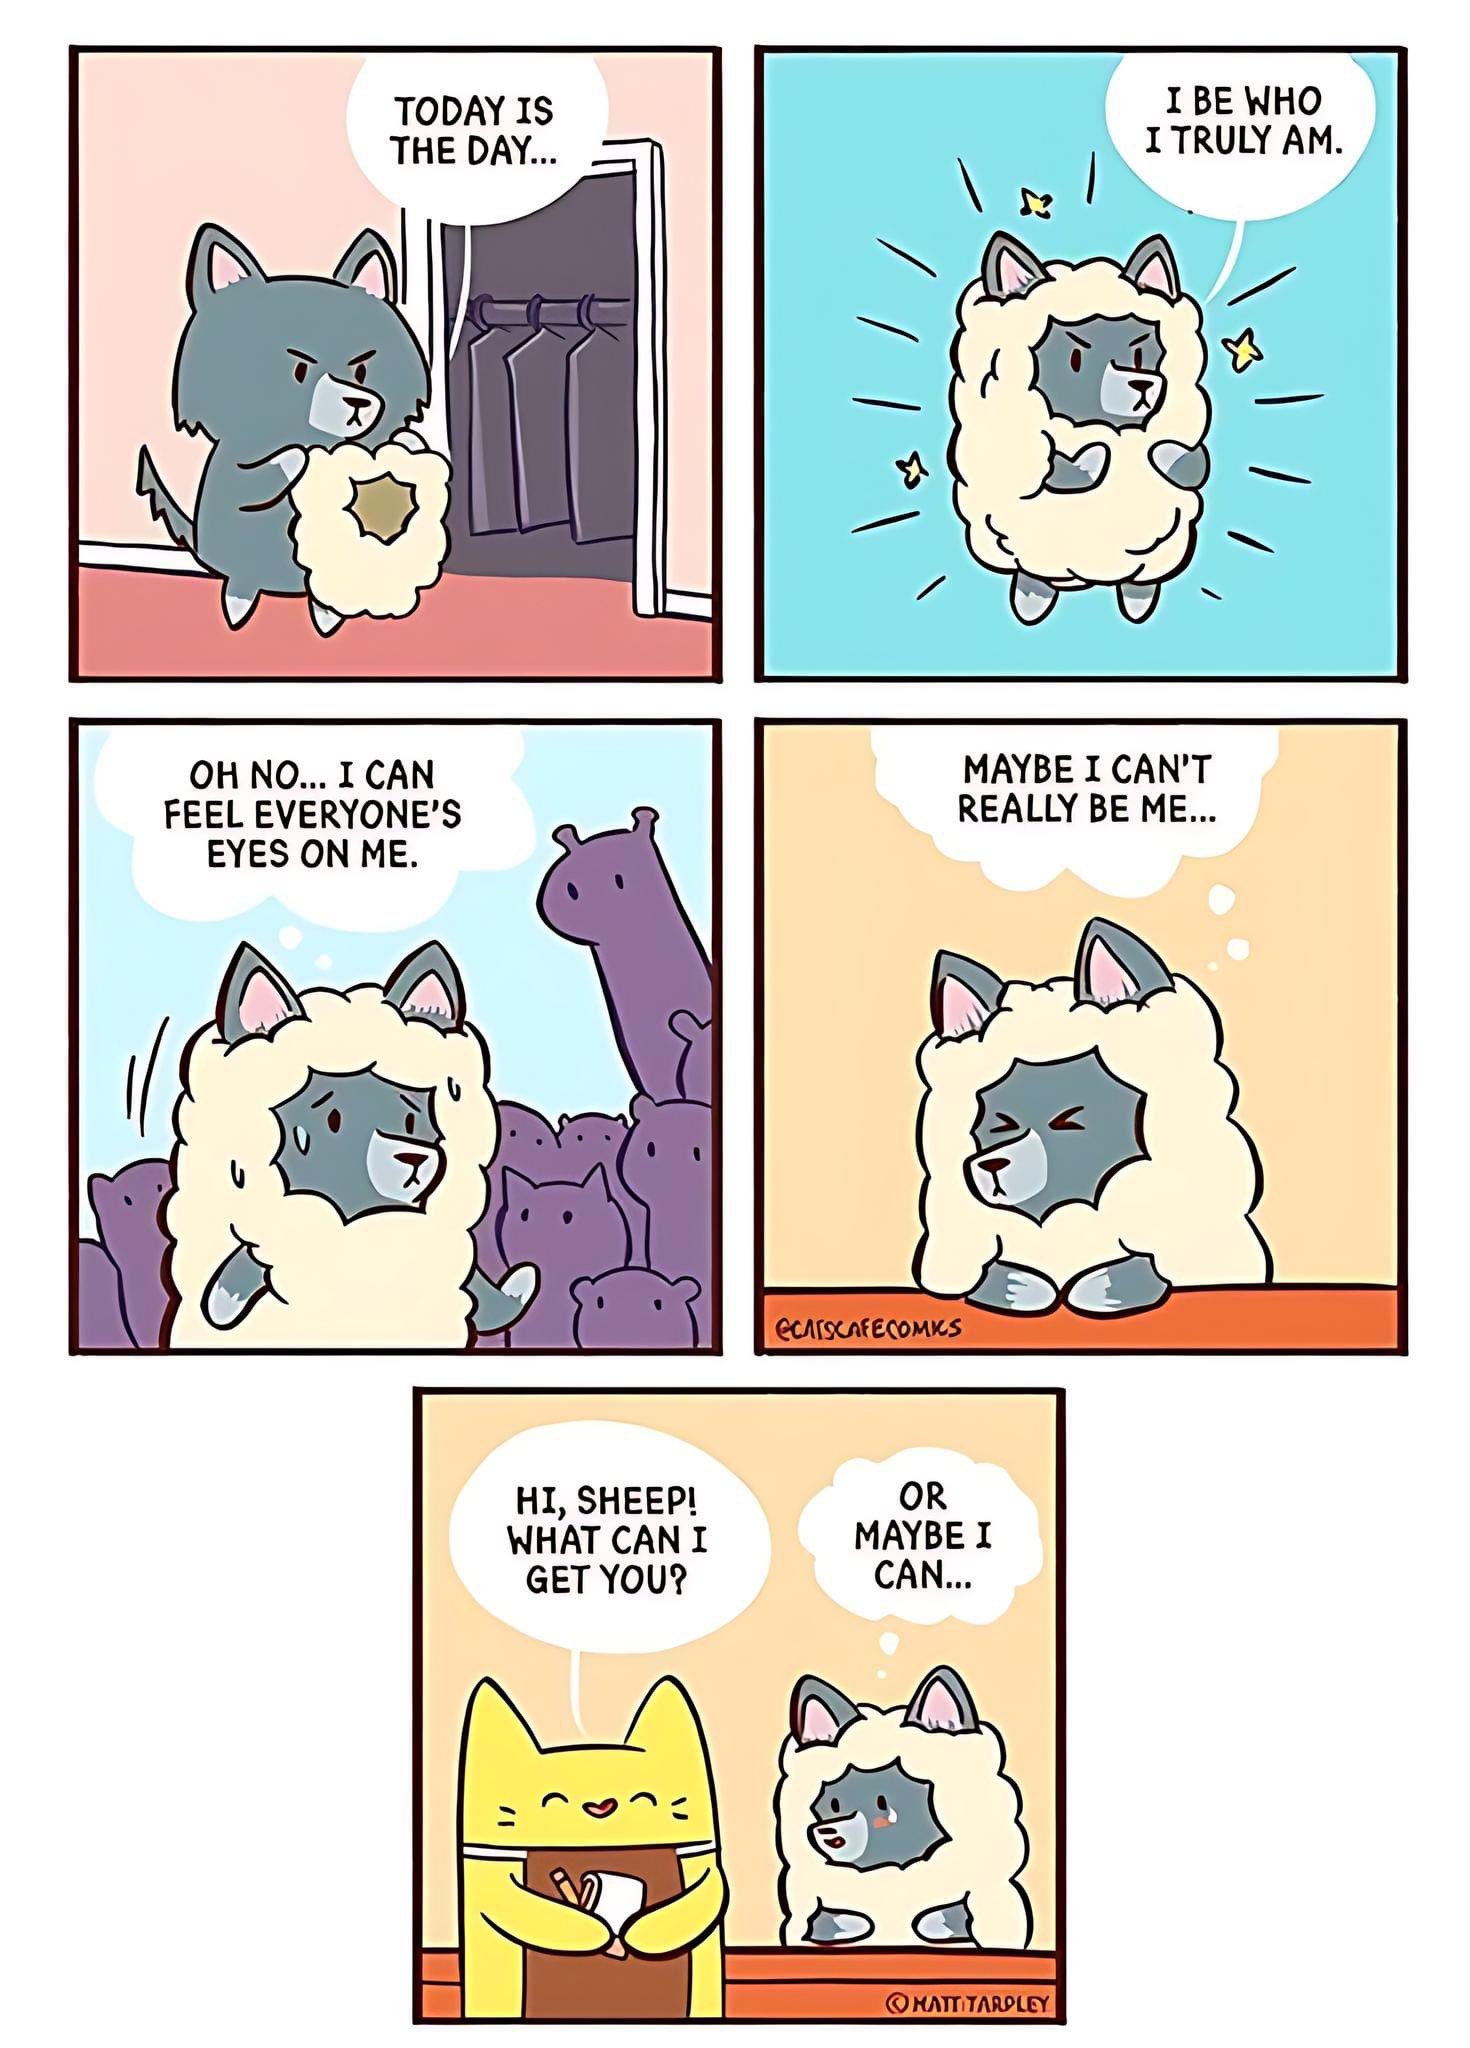 TODAY IS
THE DAY...
I BE WHO
I TRULY AM.
OH NO... I CAN
FEEL EVERYONE'S
EYES ON ME.
MAYBE I CAN'T
REALLY BE ME...
@CATSCAFECOMICS
HI, SHEEP!
WHAT CAN I
GET YOU?
OR
MAYBE I
CAN...
© MATT TARPLEY